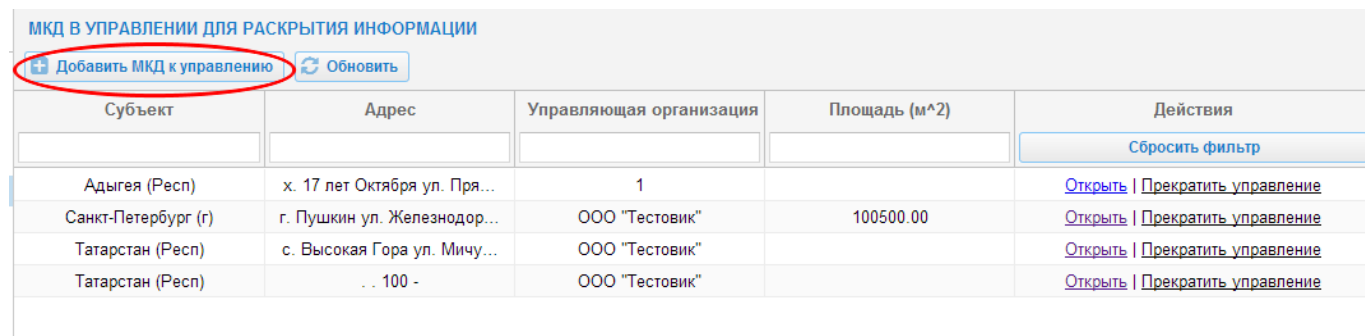 МКД В УПРАВЛЕНИИ ДЛЯ РАСКРЫТИЯ ИНФОРМАЦИИ
Добавить МКД к управлению Обновить
Субъект Адрес Управляющая организация Площадь (м^2) Действия
Сбросить фильтр
Адыгея (Респ) х. 17 лет Октября ул. Пря... 1 Открыть | Прекратить управление
Санкт-Петербург (г) г. Пушкин ул. Железнодор... ООО "Тестовик" 100500.00 Открыть | Прекратить управление
Татарстан (Респ) с. Высокая Гора ул. Мичу... ООО "Тестовик" Открыть | Прекратить управление
Татарстан (Респ) . . 100 - ООО "Тестовик" Открыть | Прекратить управление